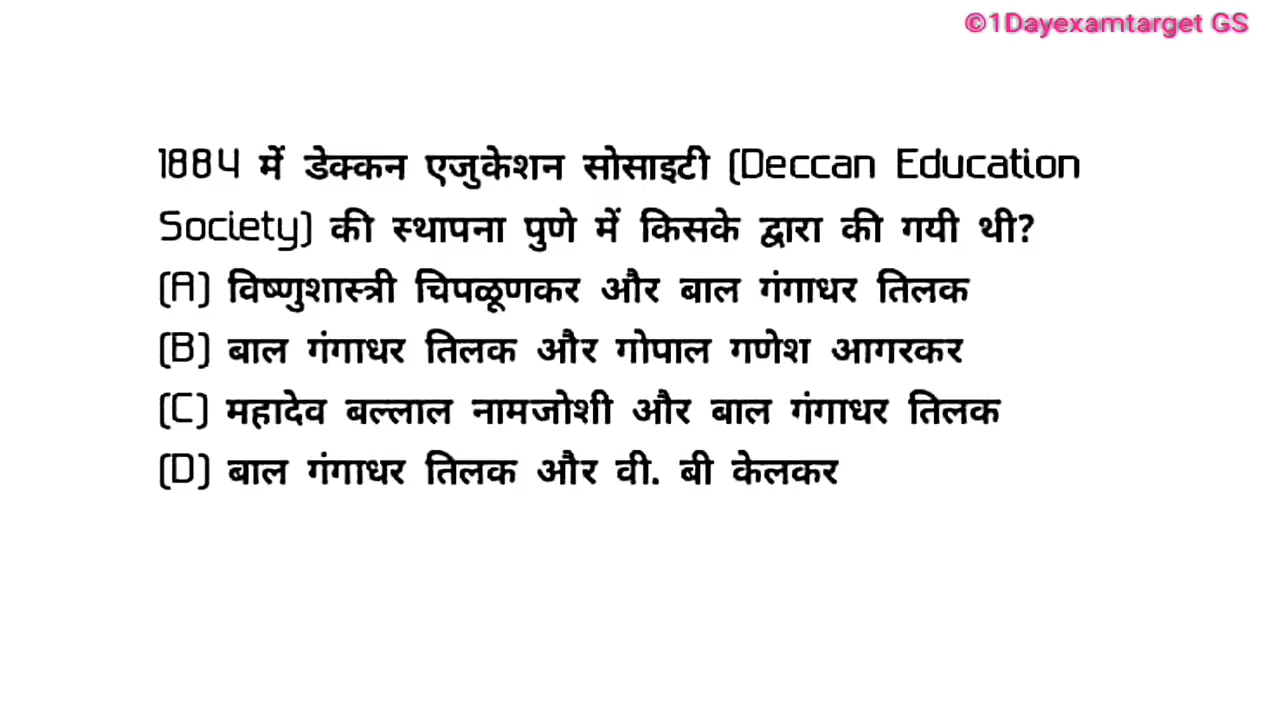 ©1Dayexamtarget GS
1884 में डेक्कन एजुकेशन सोसाइटी (Deccan Education
Society) की स्थापना पुणे में किसके द्वारा की गयी थी?
(A) विष्णुशास्त्री चिपळूणकर और बाल गंगाधर तिलक
(B) बाल गंगाधर तिलक और गोपाल गणेश आगरकर
(C) महादेव बल्लाल नामजोशी और बाल गंगाधर तिलक
(D) बाल गंगाधर तिलक और वी. बी केलकर